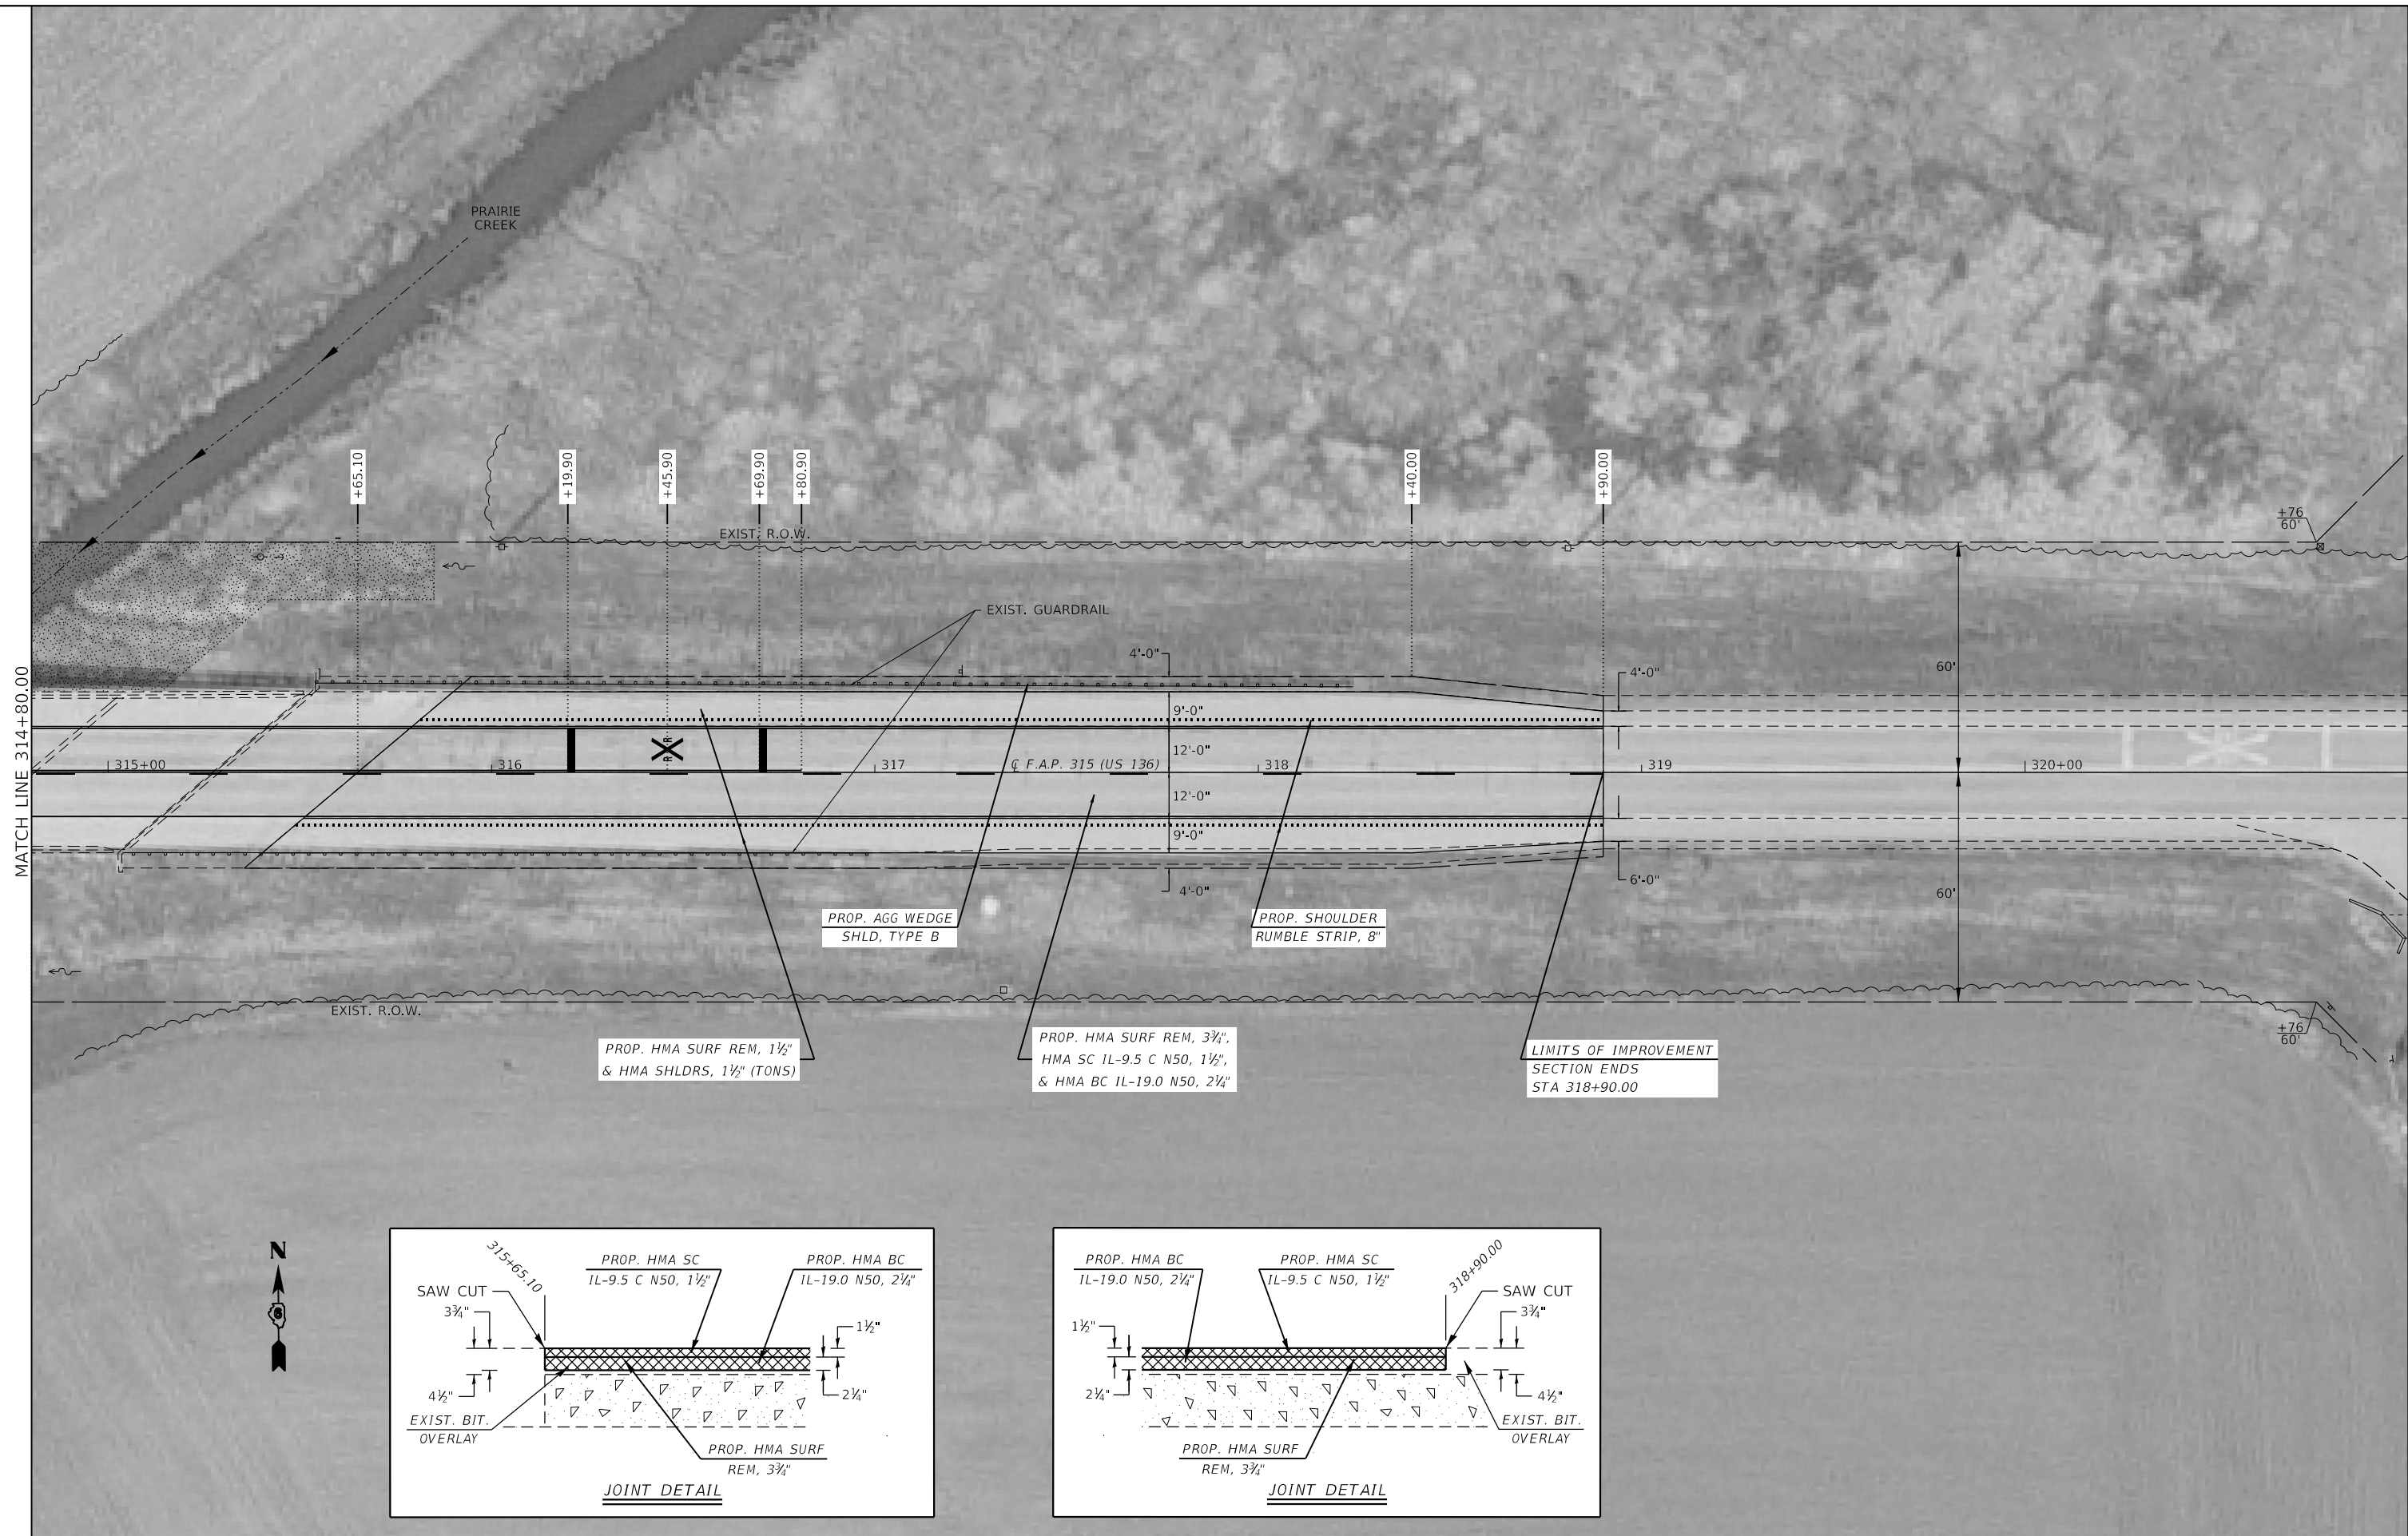 PRAIRIE
CREEK
+65.10
+19.90
+45.90
+69.90
+80.90
+40.00
+90.00
EXIST. R.O.W.
+76
60'
EXIST. GUARDRAIL
4'-0"
4'-0"
60'
MATCH LINE 314+80.00
9'-0"
R R
12'-0"
315+00
316
317
℄ F.A.P. 315 (US 136)
318
319
320+00
12'-0"
9'-0"
4'-0"
6'-0"
60'
PROP. AGG WEDGE
SHLD, TYPE B
PROP. SHOULDER
RUMBLE STRIP, 8"
EXIST. R.O.W.
+76
60'
PROP. HMA SURF REM, 1½"
& HMA SHLDRS, 1½" (TONS)
PROP. HMA SURF REM, 3¾",
HMA SC IL-9.5 C N50, 1½",
& HMA BC IL-19.0 N50, 2¼"
LIMITS OF IMPROVEMENT
SECTION ENDS
STA 318+90.00
N
315+65.10
PROP. HMA SC
IL-9.5 C N50, 1½"
PROP. HMA BC
IL-19.0 N50, 2¼"
SAW CUT
3¾"
1½"
4½"
2¼"
EXIST. BIT.
OVERLAY
PROP. HMA SURF
REM, 3¾"
JOINT DETAIL
PROP. HMA BC
IL-19.0 N50, 2¼"
PROP. HMA SC
IL-9.5 C N50, 1½"
318+90.00
SAW CUT
3¾"
1½"
2¼"
4½"
EXIST. BIT.
OVERLAY
PROP. HMA SURF
REM, 3¾"
JOINT DETAIL